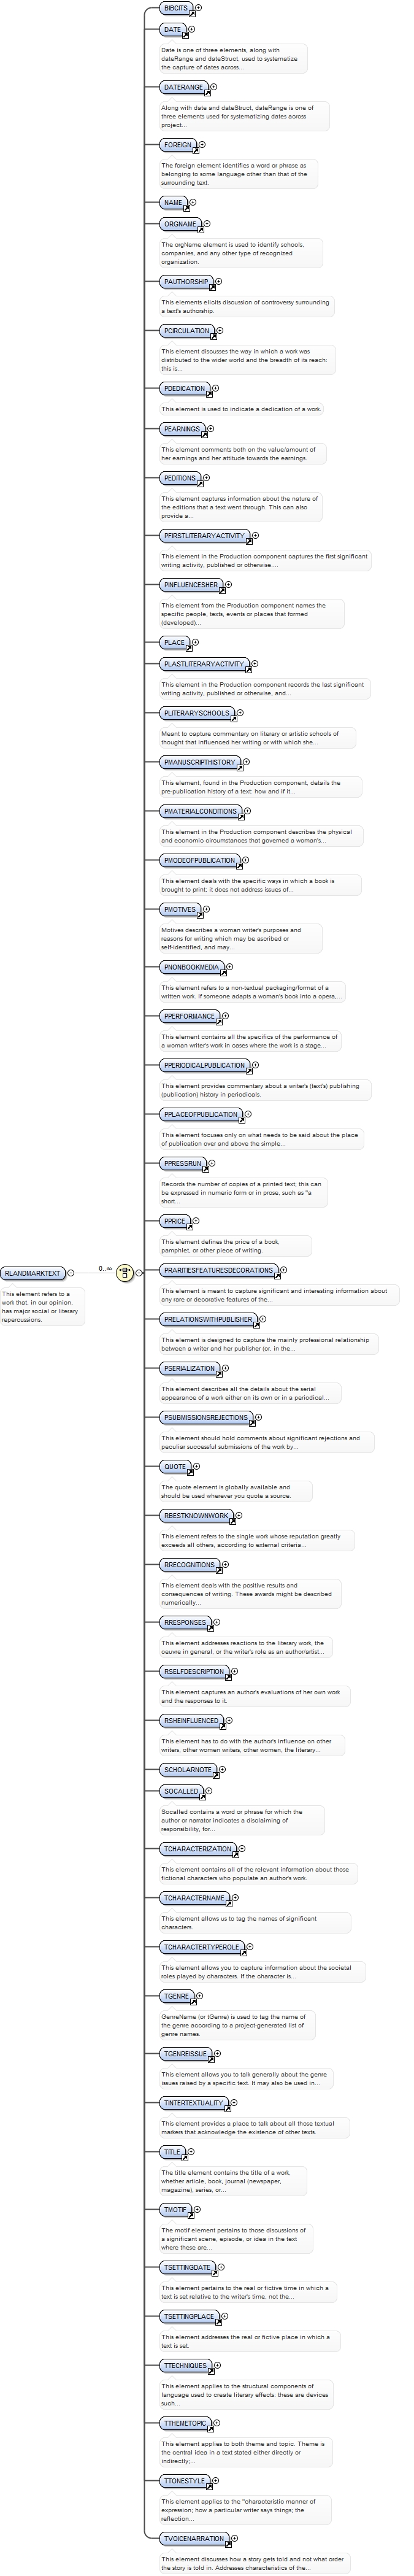 BIBCITS
DATE
Date is one of three elements, along with
dateRange and dateStruct, used to systematize
the capture of dates across...
DATERANGE
Along with date and dateStruct, dateRange is one of
three elements used for systematizing dates across
project...
FOREIGN
The foreign element identifies a word or phrase as
belonging to some language other than that of the
surrounding text.
NAME
ORGNAME
The orgName element is used to identify schools,
companies, and any other type of recognized
organization.
PAUTHORSHIP
This elements elicits discussion of controversy surrounding
a text's authorship.
PCIRCULATION
This element discusses the way in which a work was
distributed to the wider world and the breadth of its reach:
this is...
PDEDICATION
This element is used to indicate a dedication of a work.
PEARNINGS
This element comments both on the value/amount of
her earnings and her attitude towards the earnings.
PEDITIONS
This element captures information about the nature of
the editions that a text went through. This can also
provide a...
PFIRSTLITERARYACTIVITY
This element in the Production component captures the first significant
writing activity, published or otherwise....
PINFLUENCESHER
This element from the Production component names the
specific people, texts, events or places that formed
(developed)...
PLACE
PLASTLITERARYACTIVITY
This element in the Production component records the last significant
writing activity, published or otherwise, and...
PLITERARYSCHOOLS
Meant to capture commentary on literary or artistic schools of
thought that influenced her writing or with which she...
PMANUSCRIPTHISTORY
This element, found in the Production component, details the
pre-publication history of a text: how and if it...
PMATERIALCONDITIONS
This element in the Production component describes the physical
and economic circumstances that governed a woman's...
PMODEOFPUBLICATION
This element deals with the specific ways in which a book is
brought to print; it does not address issues of...
PMOTIVES
Motives describes a woman writer's purposes and
reasons for writing which may be ascribed or
self-identified, and may...
PNONBOOKMEDIA
This element refers to a non-textual packaging/format of a
written work. If someone adapts a woman's book into a opera,...
PPERFORMANCE
This element contains all the specifics of the performance of
a woman writer's work in cases where the work is a stage...
PPERIODICALPUBLICATION
This element provides commentary about a writer's (text's) publishing
(publication) history in periodicals.
PPLACEOFPUBLICATION
This element focuses only on what needs to be said about the place
of publication over and above the simple...
PPRESSRUN
Records the number of copies of a printed text; this can
be expressed in numeric form or in prose, such as "a
short...
PPRICE
This element defines the price of a book,
pamphlet, or other piece of writing.
RLANDMARKTEXT
0..∞
This element refers to a
work that, in our opinion,
has major social or literary
repercussions.
PRARITIESFEATURESDECORATIONS
This element is meant to capture significant and interesting information about
any rare or decorative features of the...
PRELATIONSWITHPUBLISHER
This element is designed to capture the mainly professional relationship
between a writer and her publisher (or, in the...
PSERIALIZATION
This element describes all the details about the serial
appearance of a work either on its own or in a periodical...
PSUBMISSIONSREJECTIONS
This element should hold comments about significant rejections and
peculiar successful submissions of the work by...
QUOTE
The quote element is globally available and
should be used wherever you quote a source.
RBESTKNOWNWORK
This element refers to the single work whose reputation greatly
exceeds all others, according to external criteria...
RRECOGNITIONS
This element deals with the positive results and
consequences of writing. These awards might be described
numerically...
RRESPONSES
This element addresses reactions to the literary work, the
oeuvre in general, or the writer's role as an author/artist...
RSELFDESCRIPTION
This element captures an author's evaluations of her own work
and the responses to it.
RSHEINFLUENCED
This element has to do with the author's influence on other
writers, other women writers, other women, the literary...
SCHOLARNOTE
SOCALLED
Socalled contains a word or phrase for which the
author or narrator indicates a disclaiming of
responsibility, for...
TCHARACTERIZATION
This element contains all of the relevant information about those
fictional characters who populate an author's work.
TCHARACTERNAME
This element allows us to tag the names of significant
characters.
TCHARACTERTYPEROLE
This element allows you to capture information about the societal
roles played by characters. If the character is...
TGENRE
GenreName (or tGenre) is used to tag the name of
the genre according to a project-generated list of
genre names.
TGENREISSUE
This element allows you to talk generally about the genre
issues raised by a specific text. It may also be used in...
TINTERTEXTUALITY
This element provides a place to talk about all those textual
markers that acknowledge the existence of other texts.
TITLE
The title element contains the title of a work,
whether article, book, journal (newspaper,
magazine), series, or...
TMOTIF
The motif element pertains to those discussions of
a significant scene, episode, or idea in the text
where these are...
TSETTINGDATE
This element pertains to the real or fictive time in which a
text is set relative to the writer's time, not the...
TSETTINGPLACE
This element addresses the real or fictive place in which a
text is set.
TTECHNIQUES
This element applies to the structural components of
language used to create literary effects: these are devices
such...
TTHEMETOPIC
This element applies to both theme and topic. Theme is
the central idea in a text stated either directly or
indirectly;...
TTONESTYLE
This element applies to the "characteristic manner of
expression; how a particular writer says things; the
reflection...
TVOICENARRATION
This element discusses how a story gets told and not what order
the story is told in. Addresses characteristics of the...